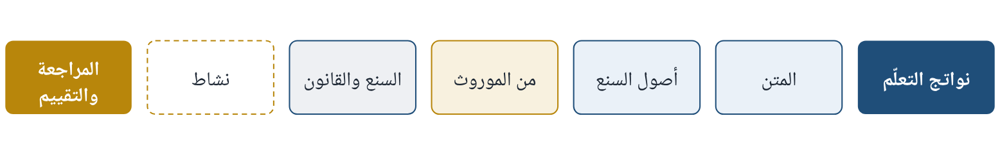 نواتج التعلّم
المتن
أصول السنع
من الموروث
السنع والقانون
نشاط
المراجعة
والتقييم